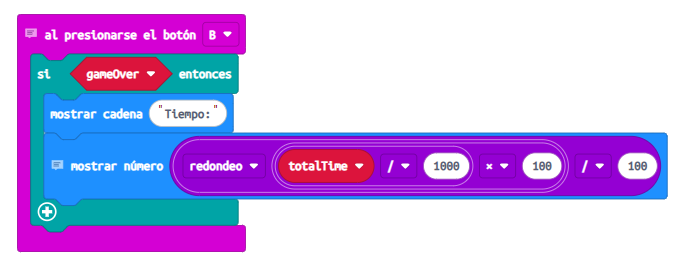 al presionarse el botón B
si gameOver entonces
mostrar cadena "Tiempo:"
mostrar número redondeo totalTime / 1000 × 100 / 100